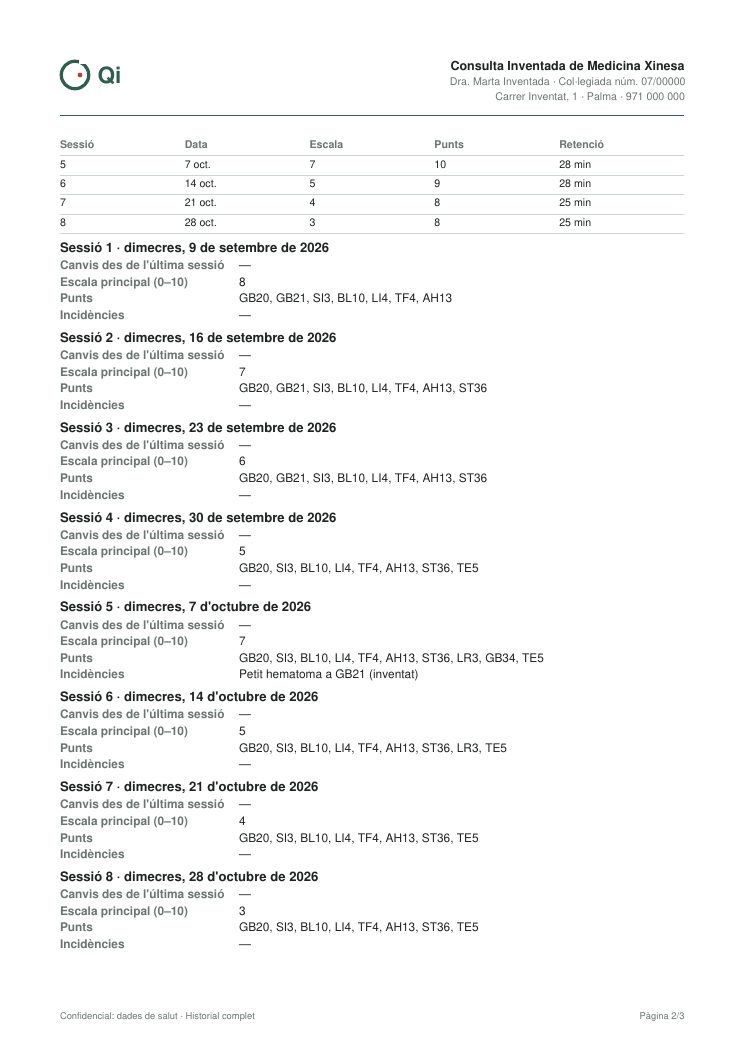 Qi
Consulta Inventada de Medicina Xinesa
Dra. Marta Inventada · Col·legiada núm. 07/00000
Carrer Inventat, 1 · Palma · 971 000 000
Sessió Data Escala Punts Retenció
5 7 oct. 7 10 28 min
6 14 oct. 5 9 28 min
7 21 oct. 4 8 25 min
8 28 oct. 3 8 25 min
Sessió 1 · dimecres, 9 de setembre de 2026
Canvis des de l'última sessió —
Escala principal (0–10) 8
Punts GB20, GB21, SI3, BL10, LI4, TF4, AH13
Incidències —
Sessió 2 · dimecres, 16 de setembre de 2026
Canvis des de l'última sessió —
Escala principal (0–10) 7
Punts GB20, GB21, SI3, BL10, LI4, TF4, AH13, ST36
Incidències —
Sessió 3 · dimecres, 23 de setembre de 2026
Canvis des de l'última sessió —
Escala principal (0–10) 6
Punts GB20, GB21, SI3, BL10, LI4, TF4, AH13, ST36
Incidències —
Sessió 4 · dimecres, 30 de setembre de 2026
Canvis des de l'última sessió —
Escala principal (0–10) 5
Punts GB20, SI3, BL10, LI4, TF4, AH13, ST36, TE5
Incidències —
Sessió 5 · dimecres, 7 d'octubre de 2026
Canvis des de l'última sessió —
Escala principal (0–10) 7
Punts GB20, SI3, BL10, LI4, TF4, AH13, ST36, LR3, GB34, TE5
Incidències Petit hematoma a GB21 (inventat)
Sessió 6 · dimecres, 14 d'octubre de 2026
Canvis des de l'última sessió —
Escala principal (0–10) 5
Punts GB20, SI3, BL10, LI4, TF4, AH13, ST36, LR3, TE5
Incidències —
Sessió 7 · dimecres, 21 d'octubre de 2026
Canvis des de l'última sessió —
Escala principal (0–10) 4
Punts GB20, SI3, BL10, LI4, TF4, AH13, ST36, TE5
Incidències —
Sessió 8 · dimecres, 28 d'octubre de 2026
Canvis des de l'última sessió —
Escala principal (0–10) 3
Punts GB20, SI3, BL10, LI4, TF4, AH13, ST36, TE5
Incidències —
Confidencial: dades de salut · Historial complet Pàgina 2/3